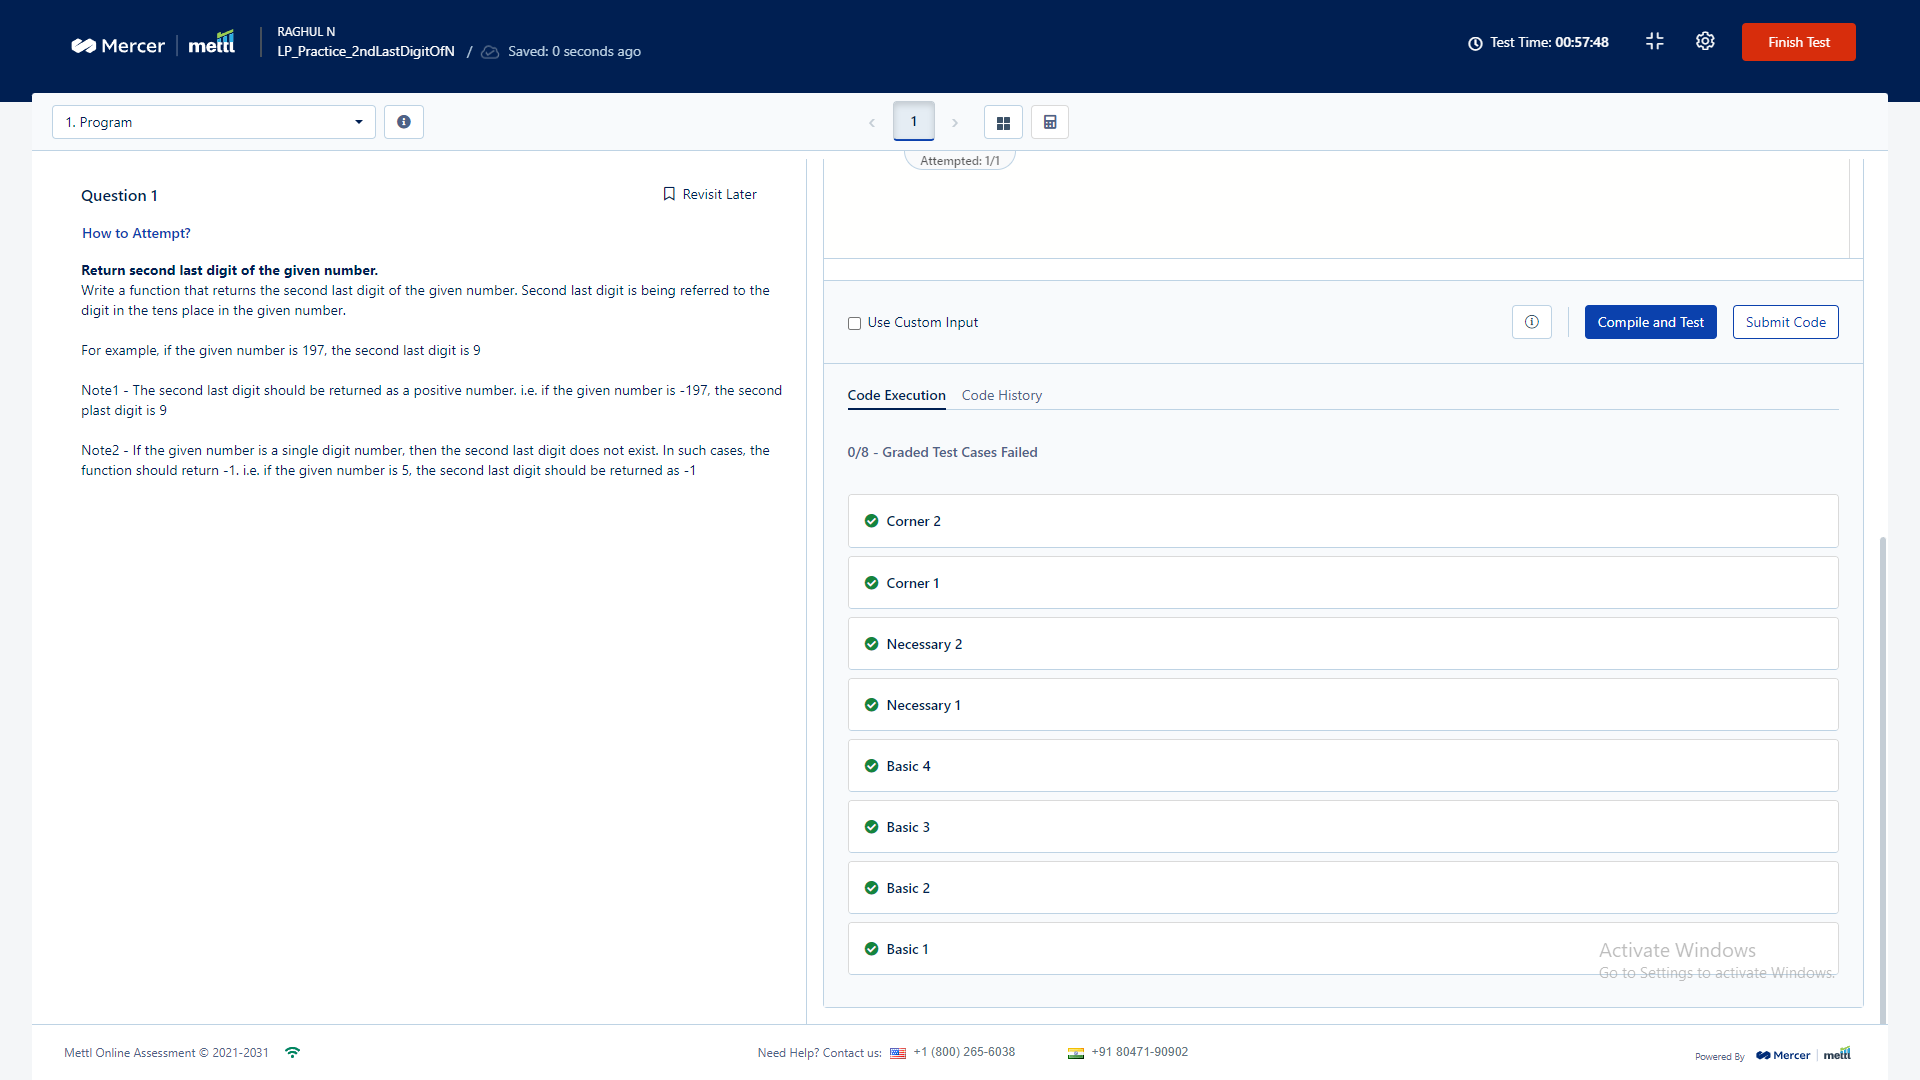 Mercer | mettl
RAGHUL N
LP_Practice_2ndLastDigitOfN / Saved: 0 seconds ago
Test Time: 00:57:48
Finish Test
1. Program
1
Attempted: 1/1
Question 1
Revisit Later
How to Attempt?
Return second last digit of the given number.
Write a function that returns the second last digit of the given number. Second last digit is being referred to the
digit in the tens place in the given number.
For example, if the given number is 197, the second last digit is 9
Note1 - The second last digit should be returned as a positive number. i.e. if the given number is -197, the second
plast digit is 9
Note2 - If the given number is a single digit number, then the second last digit does not exist. In such cases, the
function should return -1. i.e. if the given number is 5, the second last digit should be returned as -1
Use Custom Input
Compile and Test
Submit Code
Code Execution
Code History
0/8 - Graded Test Cases Failed
Corner 2
Corner 1
Necessary 2
Necessary 1
Basic 4
Basic 3
Basic 2
Basic 1
Activate Windows
Go to Settings to activate Windows.
Mettl Online Assessment © 2021-2031
Need Help? Contact us: +1 (800) 265-6038
+91 80471-90902
Powered By Mercer | mettl